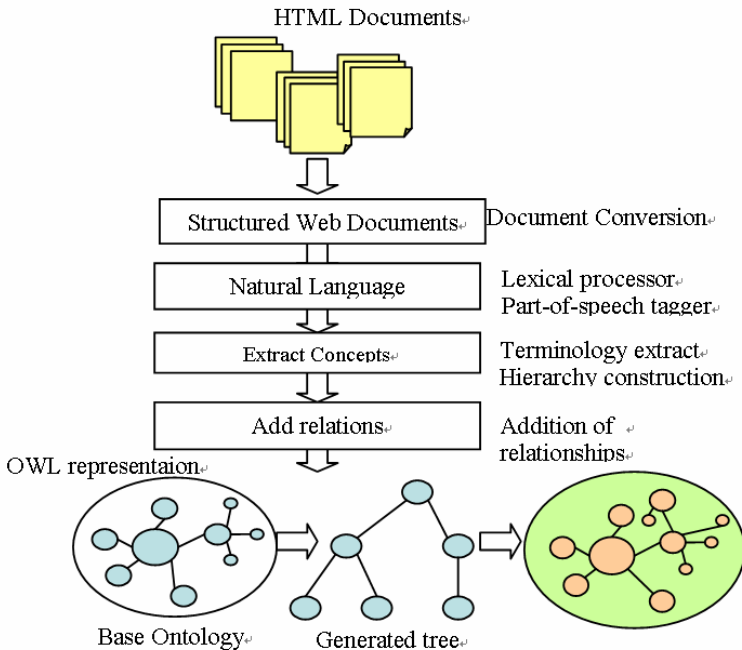 HTML Documents
Structured Web Documents
Document Conversion
Natural Language
Lexical processor
Part-of-speech tagger
Extract Concepts
Terminology extract
Hierarchy construction
Add relations
Addition of
relationships
OWL representaion
Base Ontology
Generated tree